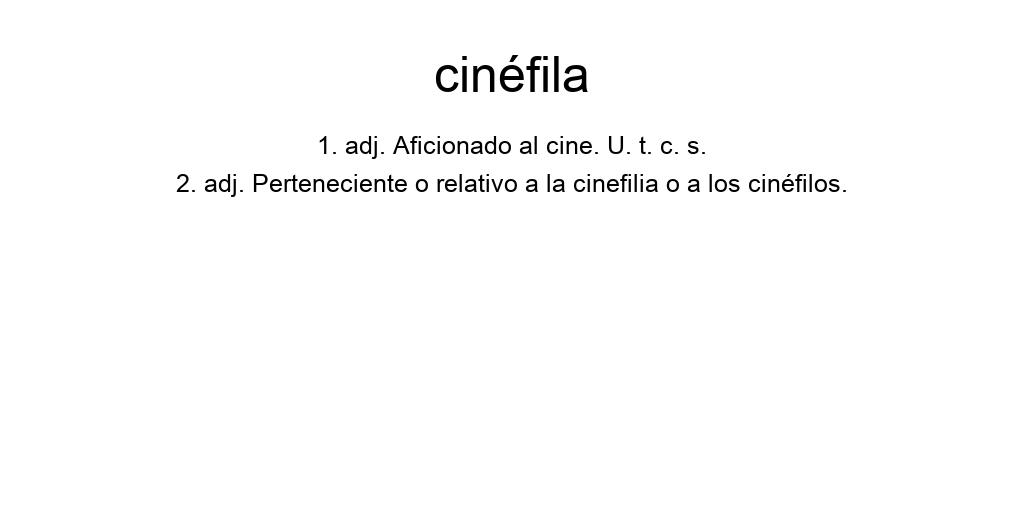 cinéfila
1. adj. Aficionado al cine. U. t. c. s.
2. adj. Perteneciente o relativo a la cinefilia o a los cinéfilos.